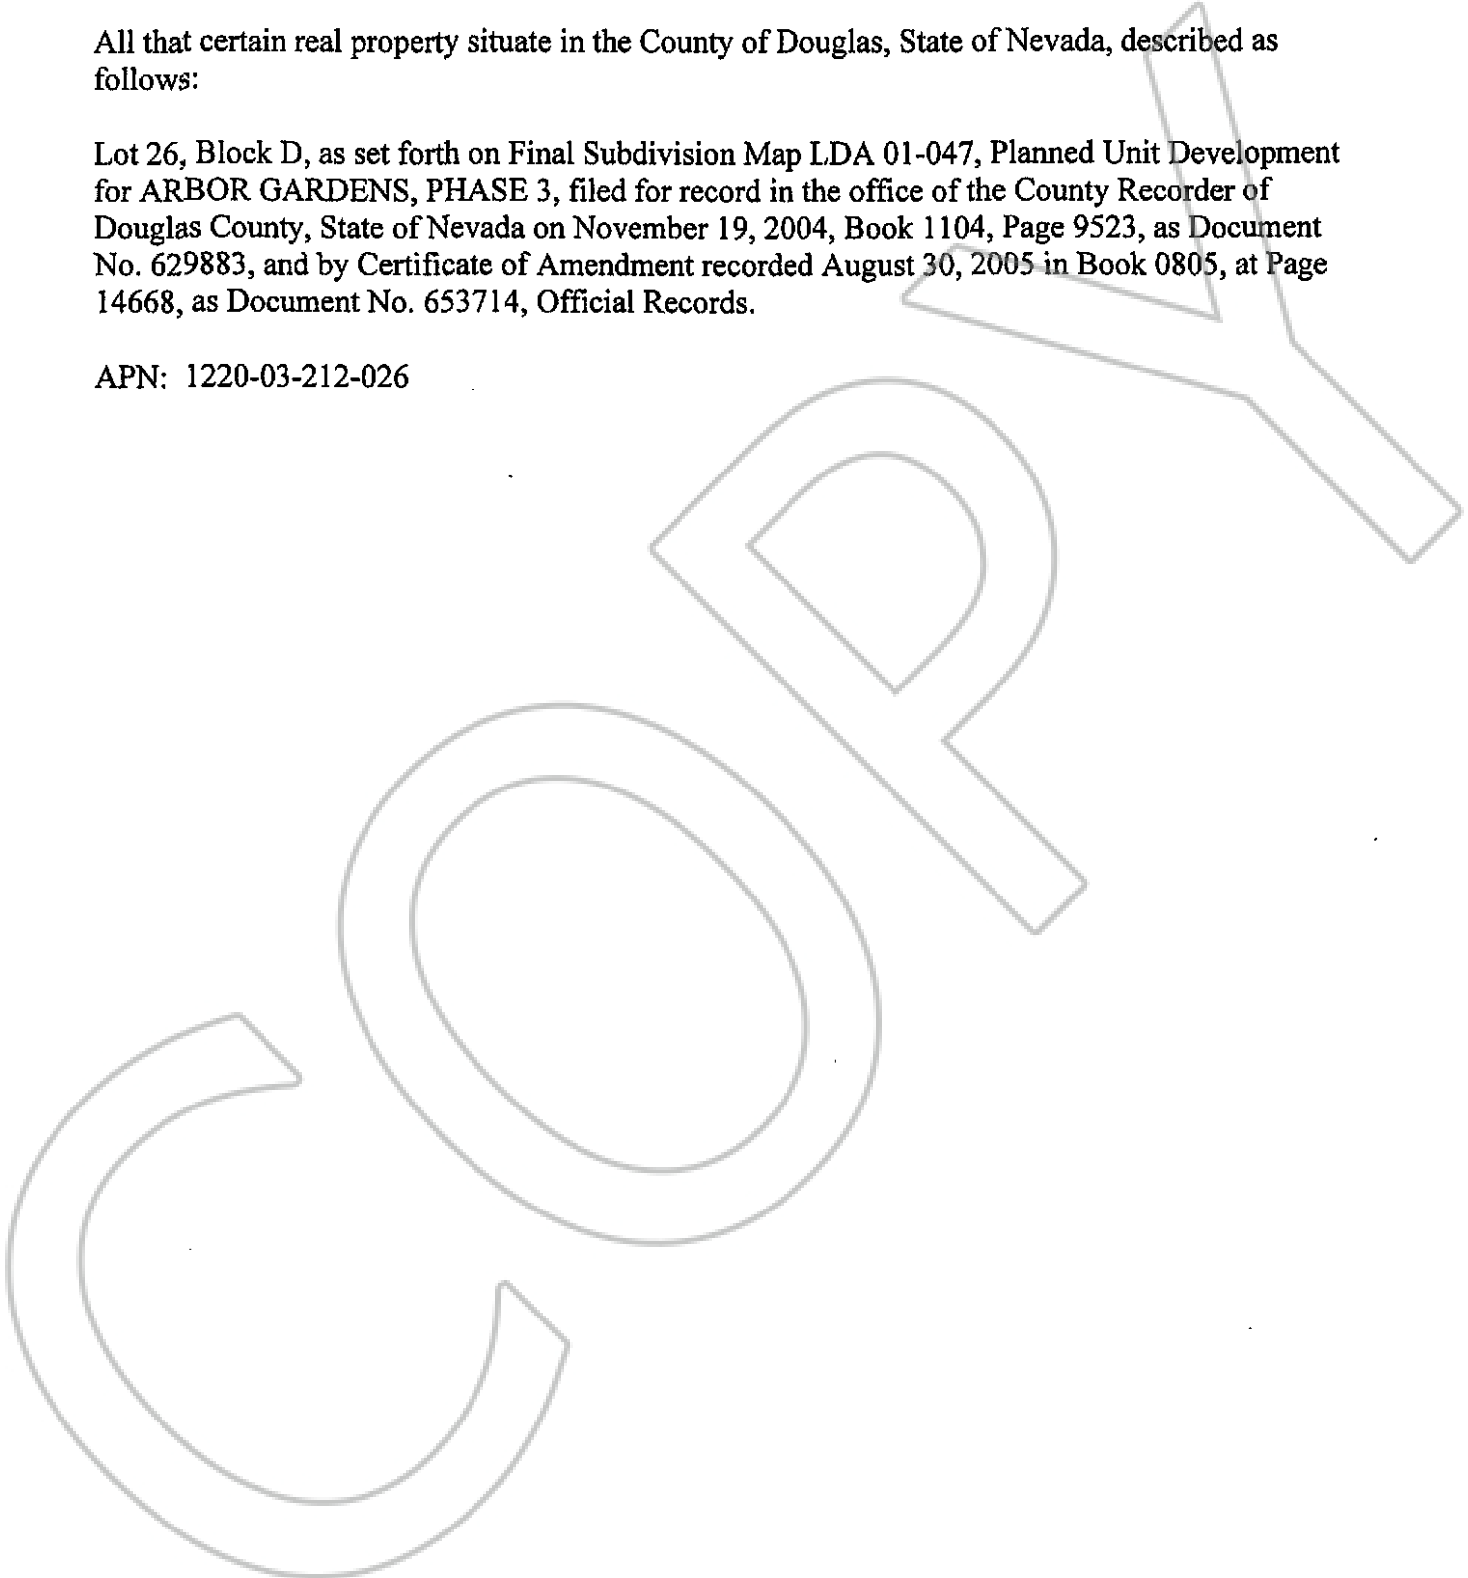 All that certain real property situate in the County of Douglas, State of Nevada, described as
follows:
Lot 26, Block D, as set forth on Final Subdivision Map LDA 01-047, Planned Unit Development
for ARBOR GARDENS, PHASE 3, filed for record in the office of the County Recorder of
Douglas County, State of Nevada on November 19, 2004, Book 1104, Page 9523, as Document
No. 629883, and by Certificate of Amendment recorded August 30, 2005 in Book 0805, at Page
14668, as Document No. 653714, Official Records.
APN: 1220-03-212-026
COPY